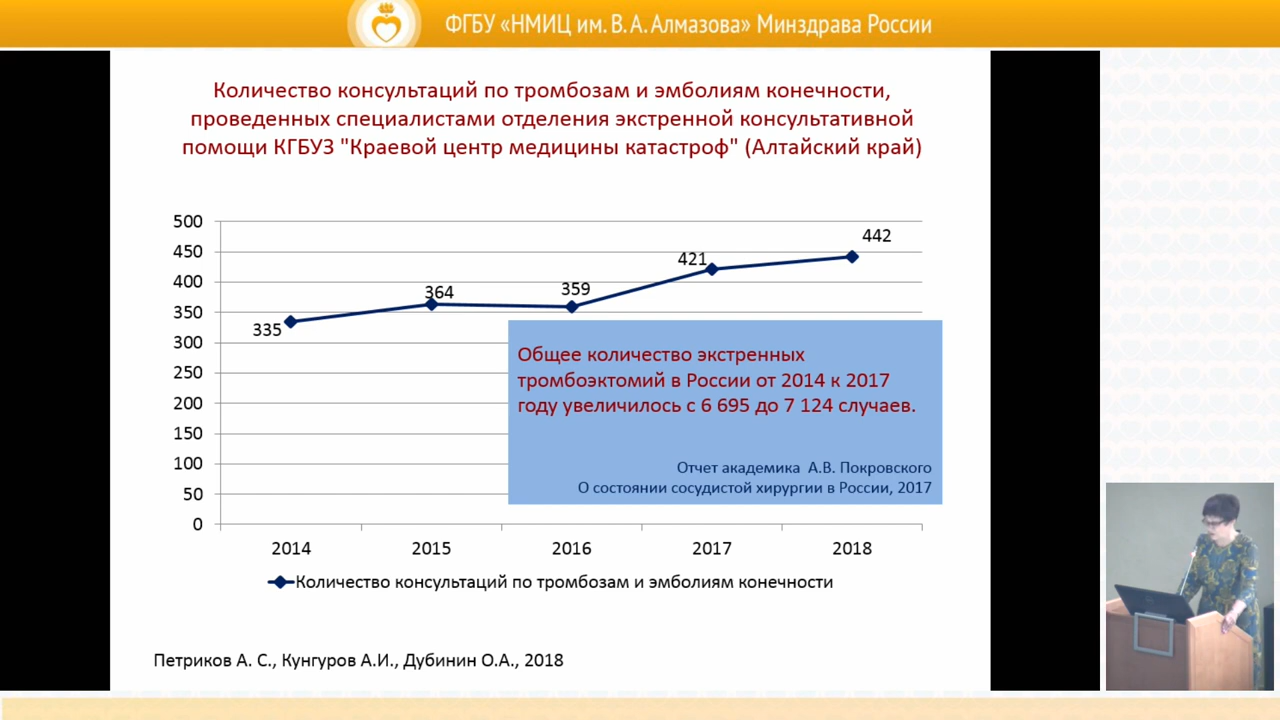 ФГБУ «НМИЦ им. В. А. Алмазова» Минздрава России
Количество консультаций по тромбозам и эмболиям конечности,
проведенных специалистами отделения экстренной консультативной
помощи КГБУЗ "Краевой центр медицины катастроф" (Алтайский край)
500
450
400
350
300
250
200
150
100
50
0
335
364
359
421
442
Общее количество экстренных
тромбоэктомий в России от 2014 к 2017
году увеличилось с 6 695 до 7 124 случаев.
Отчет академика А.В. Покровского
О состоянии сосудистой хирургии в России, 2017
2014 2015 2016 2017 2018
Количество консультаций по тромбозам и эмболиям конечности
Петриков А. С., Кунгуров А.И., Дубинин О.А., 2018